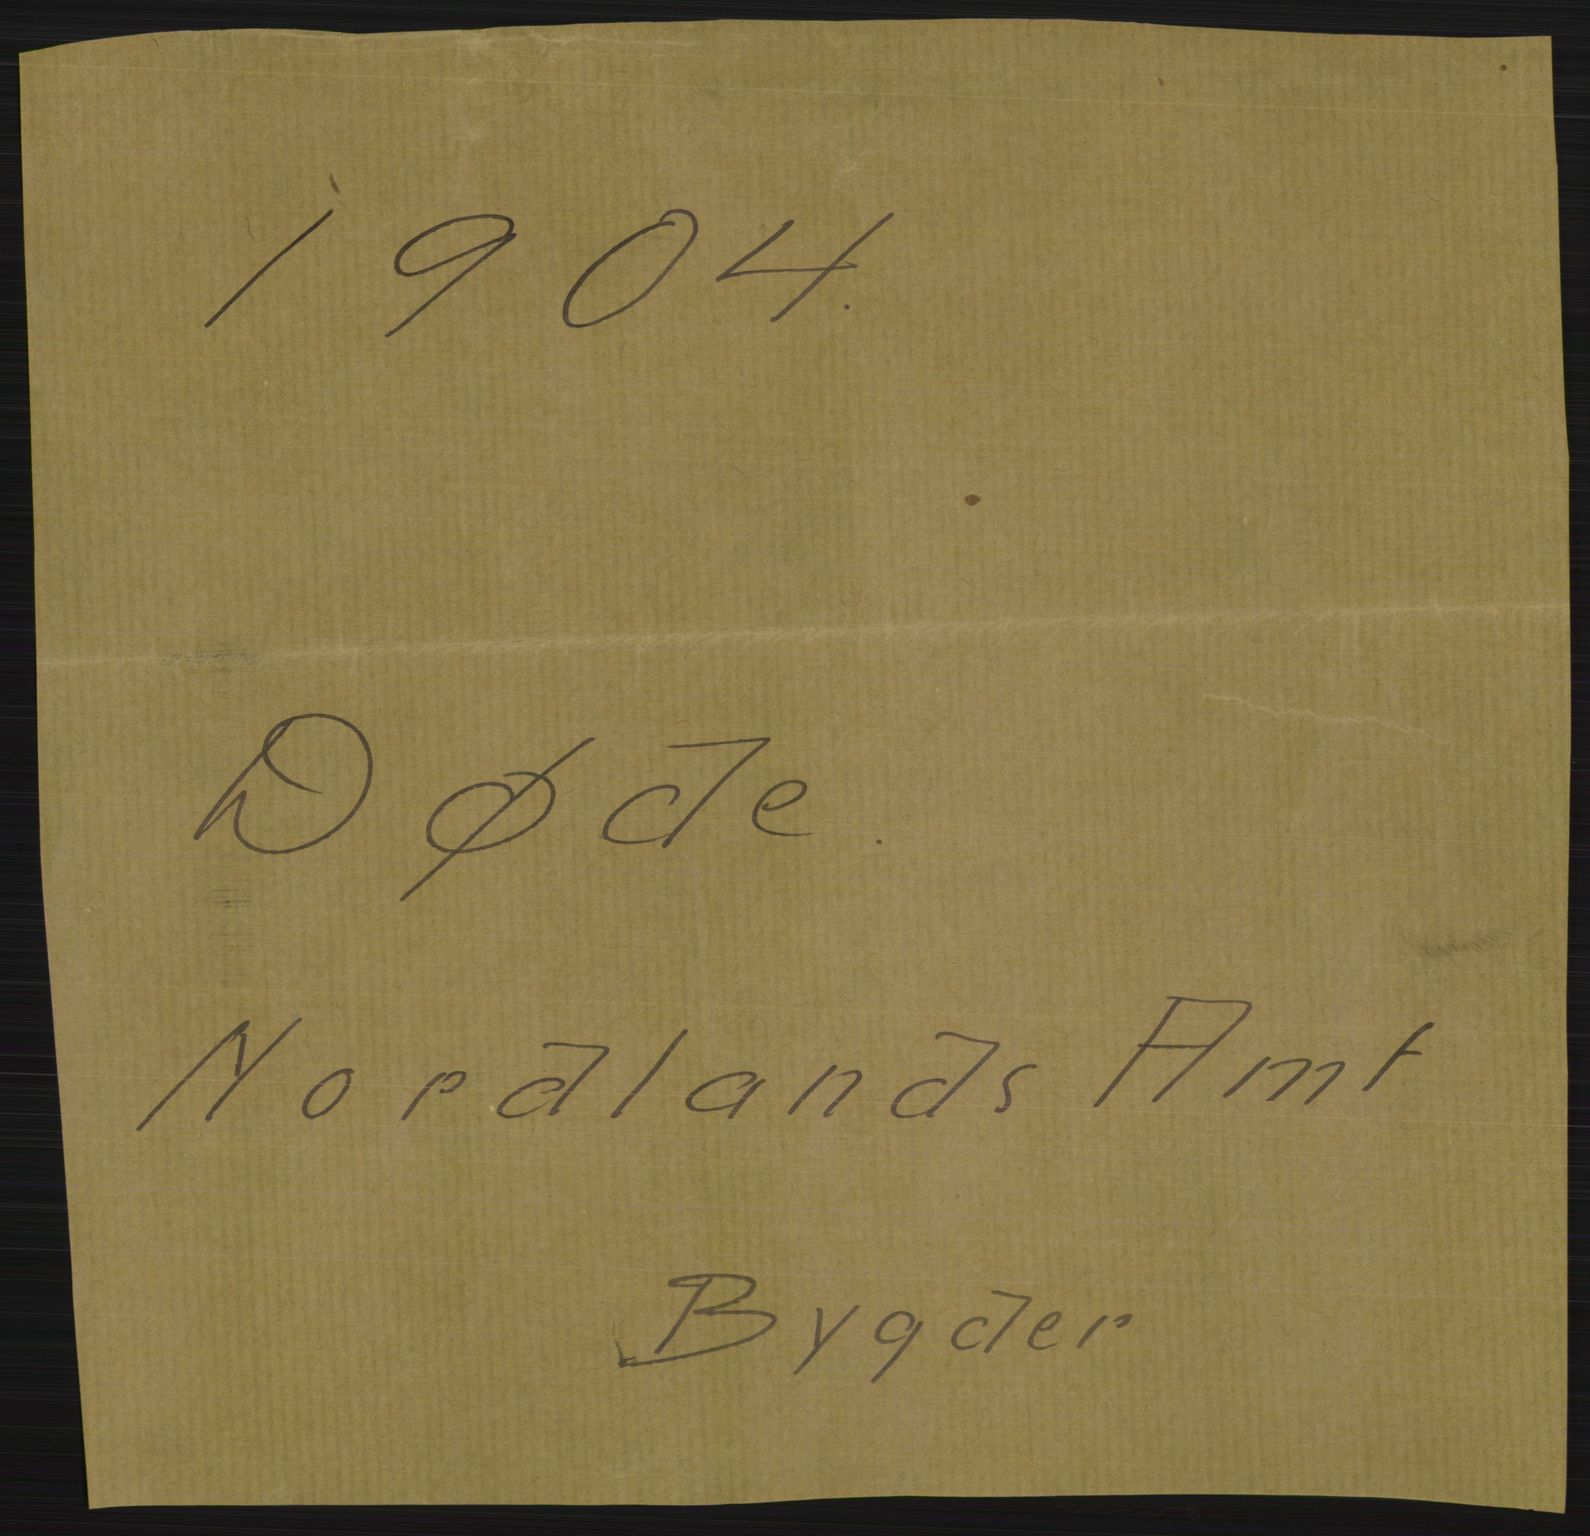 1904.
Døde.
Nordlands Amt
Bygder